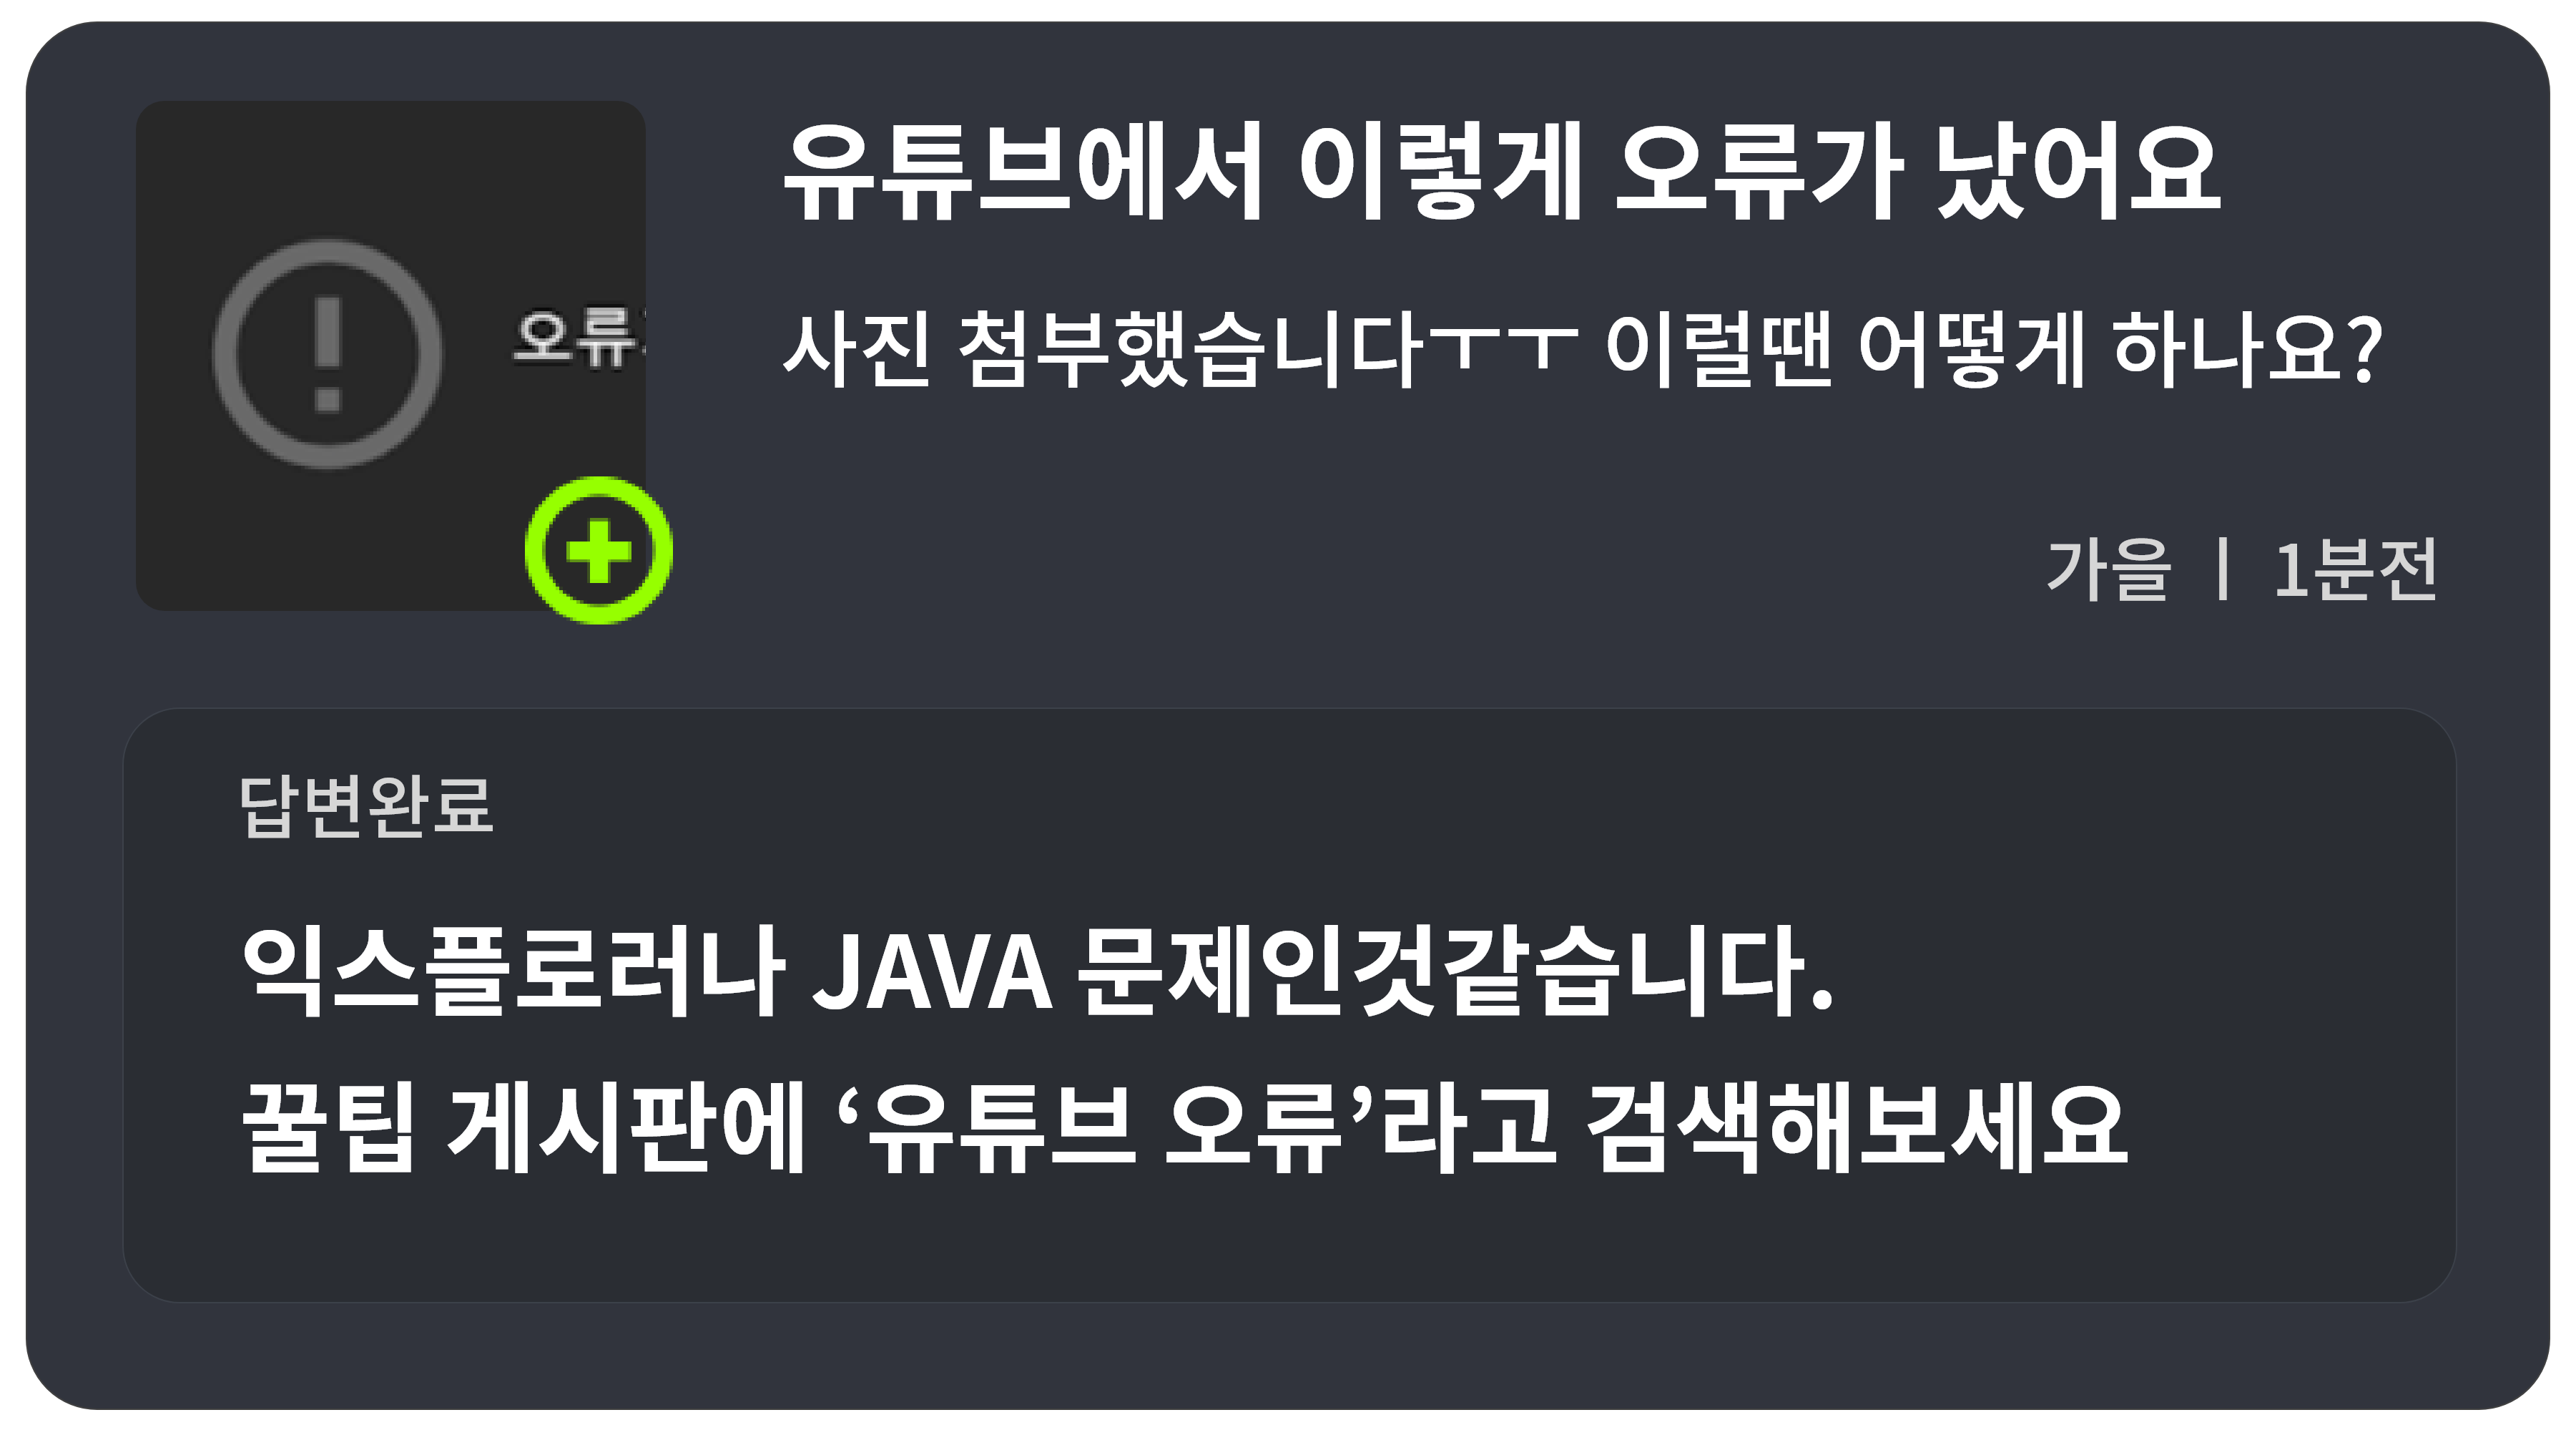 유튜브에서 이렇게 오류가 났어요
오류
사진 첨부했습니다ㅜㅜ 이럴땐 어떻게 하나요?
가을 ㅣ 1분전
답변완료
익스플로러나 JAVA 문제인것같습니다.
꿀팁 게시판에 ‘유튜브 오류’라고 검색해보세요